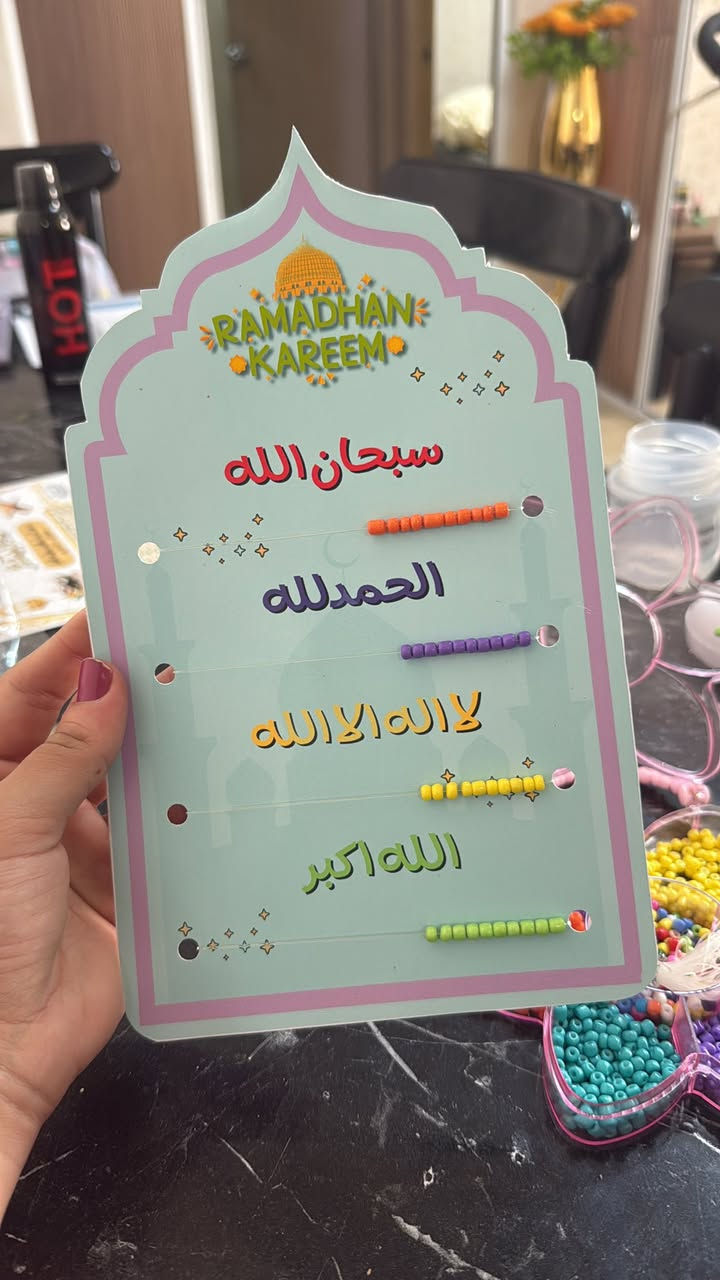 HOT
RAMADHAN
KAREEM
سبحان الله
الحمدلله
لا اله الا الله
الله اكبر